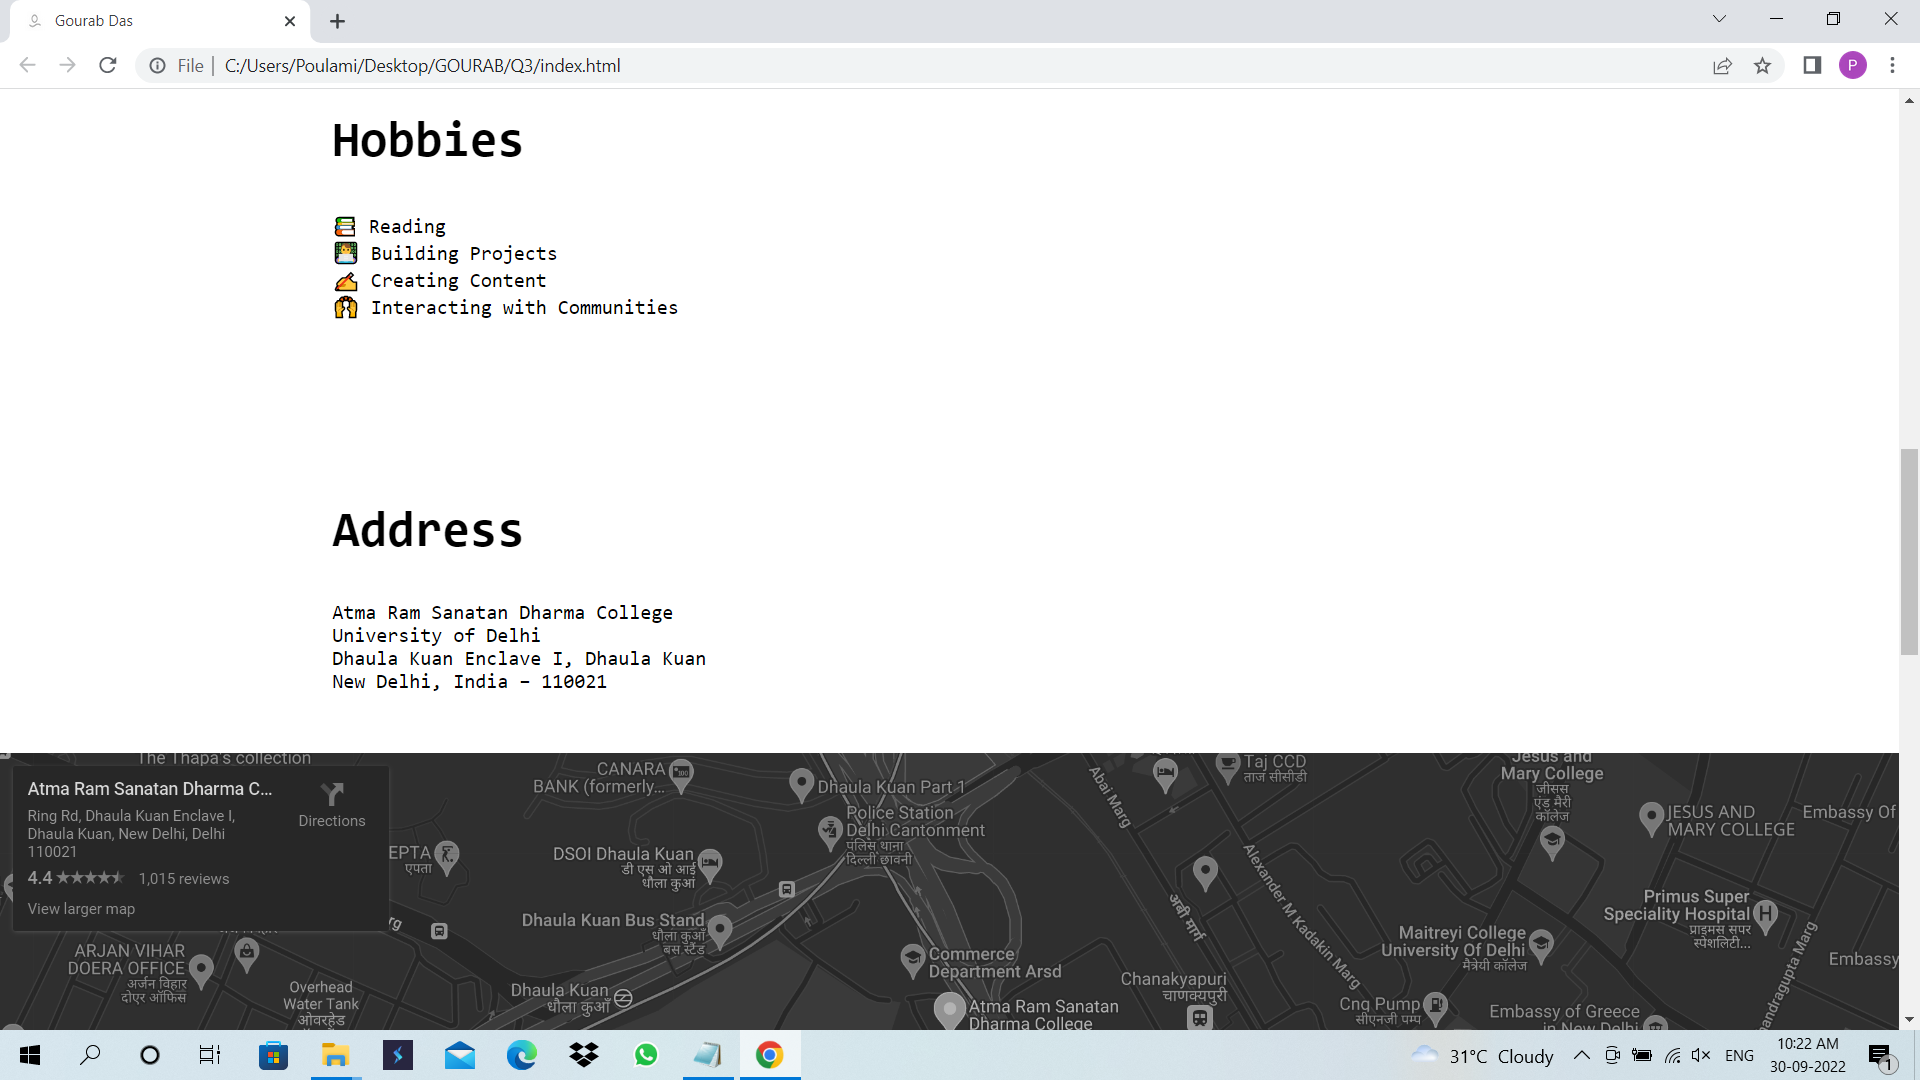 Gourab Das
File | C:/Users/Poulami/Desktop/GOURAB/Q3/index.html
P
Hobbies
Reading
Building Projects
Creating Content
Interacting with Communities
Address
Atma Ram Sanatan Dharma College
University of Delhi
Dhaula Kuan Enclave I, Dhaula Kuan
New Delhi, India – 110021
The Thapa's collection
Atma Ram Sanatan Dharma C...
Ring Rd, Dhaula Kuan Enclave I,
Dhaula Kuan, New Delhi, Delhi
110021
4.4
1,015 reviews
View larger map
Directions
CANARA
BANK (formerly...
Dhaula Kuan Part 1
Police Station
Delhi Cantonment
पुलिस थाना
दिल्ली छावनी
EPTA
एपता
DSOI Dhaula Kuan
डी एस ओ आई
धौला कुआं
Dhaula Kuan Bus Stand
धौला कुआँ
बस स्टैंड
ARJAN VIHAR
DOERA OFFICE
अर्जन विहार
दोएर ऑफिस
Overhead
Water Tank
ओवरहेड
Dhaula Kuan
धौला कुआँ
Commerce
Department Arsd
Atma Ram Sanatan
Dharma College
Abai Marg
अबी मार्ग
Taj CCD
ताज सीसीडी
Alexander M Kadakin Marg
Chanakyapuri
चाणक्यपुरी
Jesus and
Mary College
जीसस
एंड मैरी
कॉलेज
JESUS AND
MARY COLLEGE
Embassy Of
Primus Super
Speciality Hospital
प्राइमस सुपर
स्पेशलिटी...
Maitreyi College
University Of Delhi
मैत्रेयी कॉलेज
Embassy
Cng Pump
सीएनजी पम्प
Embassy of Greece
in New Delhi
31°C Cloudy
ENG
10:22 AM
30-09-2022
1